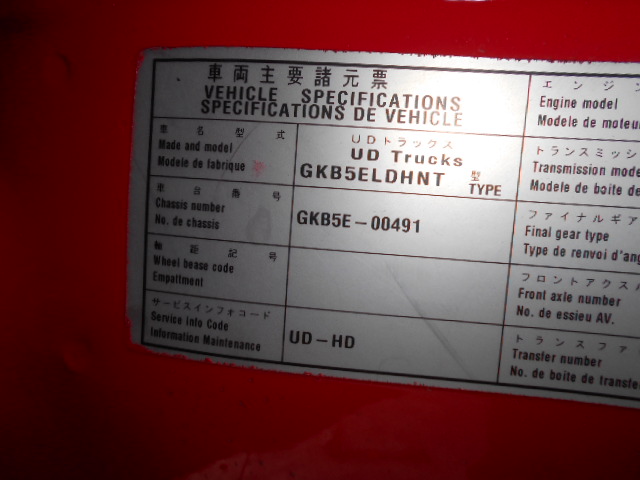 車両主要諸元票
VEHICLE SPECIFICATIONS
SPECIFICATIONS DE VEHICLE
車名型式
Made and model
Modele de fabrique
UDトラックス
UD Trucks
GKB5ELDHNT 型 TYPE
車台番号
Chassis number
No. de chassis
GKB5E-00491
軸距記号
Wheel bease code
Empattment
サービスインフォコード
Service info Code
Information Maintenance
UD-HD
エンジン
Engine model
Modele de moteu
トランスミッシ
Transmission mode
Modele de boite de
ファイナルギア
Final gear type
Type de renvoi d'ang
フロントアクスル
Front axle number
No. de essieu AV.
トランスファ
Transfer number
No. de boite de transfe